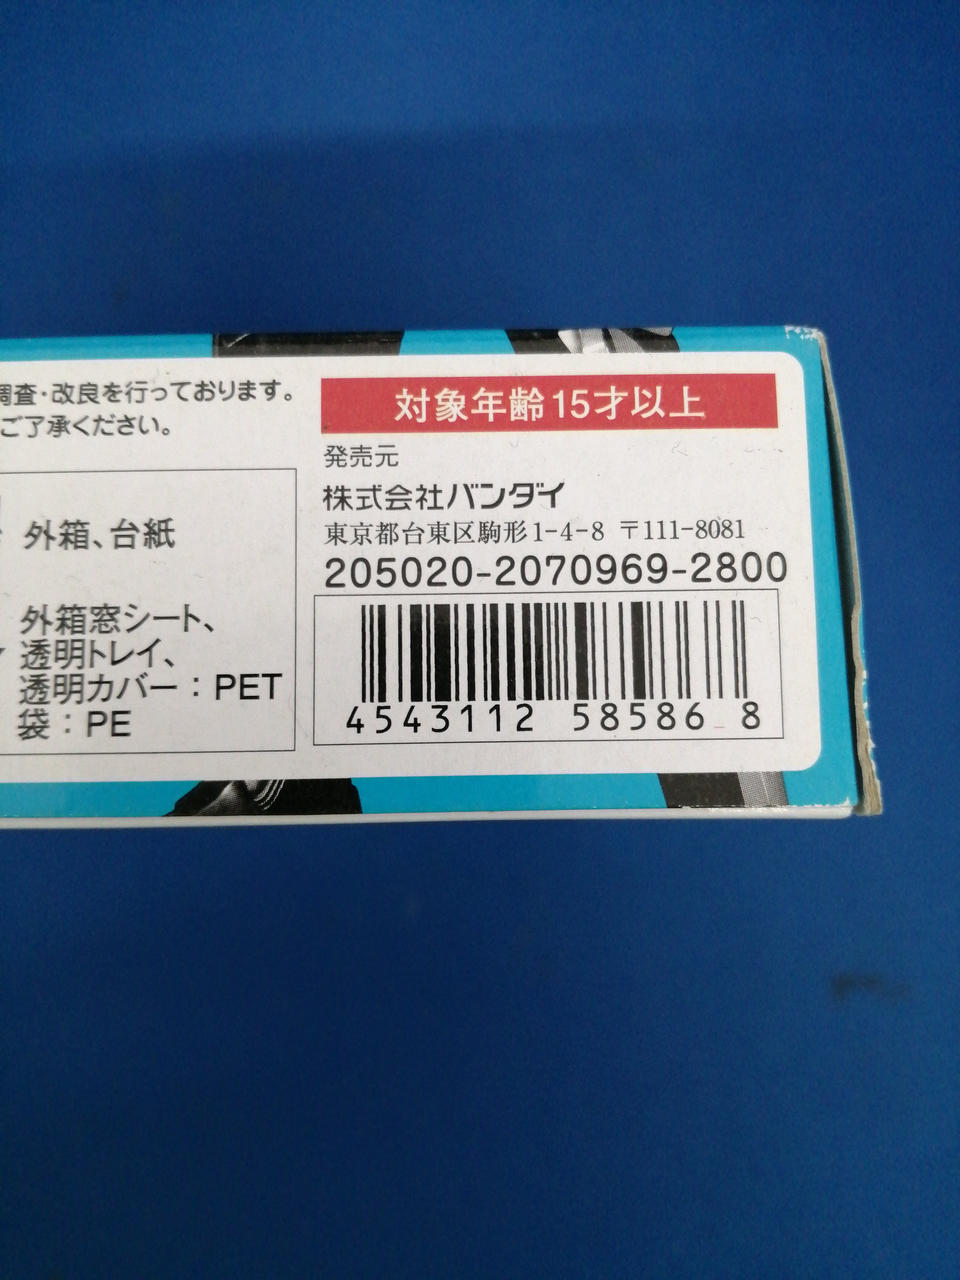 調査・改良を行っております。
ご了承ください。
外箱、台紙
外箱窓シート、
透明トレイ、
透明カバー：PET
袋：PE
対象年齢15才以上
発売元
株式会社バンダイ
東京都台東区駒形1-4-8 〒111-8081
205020-2070969-2800
4543112 58586 8